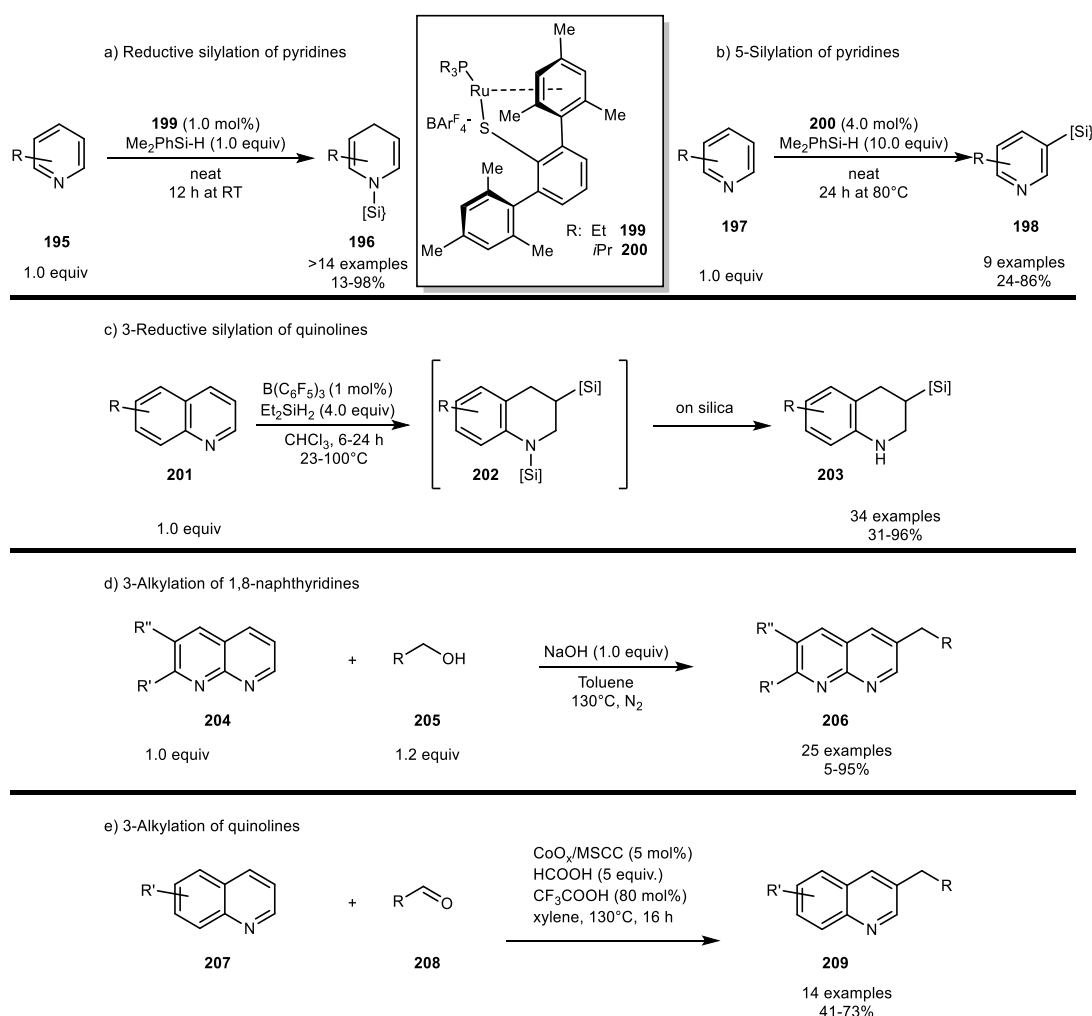 a) Reductive silylation of pyridines
R
N
195
1.0 equiv
199 (1.0 mol%)
Me2PhSi-H (1.0 equiv)
neat
12 h at RT
R
N
[Si}
196
>14 examples
13-98%
Me
R3P
Ru
Me
Me
BArF4-
S
Me
Me
Me
R: Et 199
iPr 200
b) 5-Silylation of pyridines
R
N
197
1.0 equiv
200 (4.0 mol%)
Me2PhSi-H (10.0 equiv)
neat
24 h at 80°C
[Si}
R
N
198
9 examples
24-86%
c) 3-Reductive silylation of quinolines
R
N
201
1.0 equiv
B(C6F5)3 (1 mol%)
Et2SiH2 (4.0 equiv)
CHCl3, 6-24 h
23-100°C
[Si]
R
N
[Si]
202
on silica
[Si]
R
N
H
203
34 examples
31-96%
d) 3-Alkylation of 1,8-naphthyridines
R''
R'
N
N
204
1.0 equiv
+
R
OH
205
1.2 equiv
NaOH (1.0 equiv)
Toluene
130°C, N2
R''
R
R'
N
N
206
25 examples
5-95%
e) 3-Alkylation of quinolines
R'
N
207
+
R
O
208
CoOx/MSCC (5 mol%)
HCOOH (5 equiv.)
CF3COOH (80 mol%)
xylene, 130°C, 16 h
R'
R
N
209
14 examples
41-73%